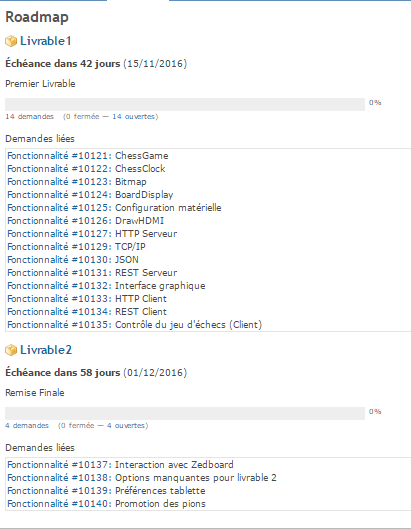 Roadmap
Livrable1
Échéance dans 42 jours (15/11/2016)
Premier Livrable
0%
14 demandes (0 fermée — 14 ouvertes)
Demandes liées
Fonctionnalité #10121: ChessGame
Fonctionnalité #10122: ChessClock
Fonctionnalité #10123: Bitmap
Fonctionnalité #10124: BoardDisplay
Fonctionnalité #10125: Configuration matérielle
Fonctionnalité #10126: DrawHDMI
Fonctionnalité #10127: HTTP Serveur
Fonctionnalité #10129: TCP/IP
Fonctionnalité #10130: JSON
Fonctionnalité #10131: REST Serveur
Fonctionnalité #10132: Interface graphique
Fonctionnalité #10133: HTTP Client
Fonctionnalité #10134: REST Client
Fonctionnalité #10135: Contrôle du jeu d'échecs (Client)
Livrable2
Échéance dans 58 jours (01/12/2016)
Remise Finale
0%
4 demandes (0 fermée — 4 ouvertes)
Demandes liées
Fonctionnalité #10137: Interaction avec Zedboard
Fonctionnalité #10138: Options manquantes pour livrable 2
Fonctionnalité #10139: Préférences tablette
Fonctionnalité #10140: Promotion des pions